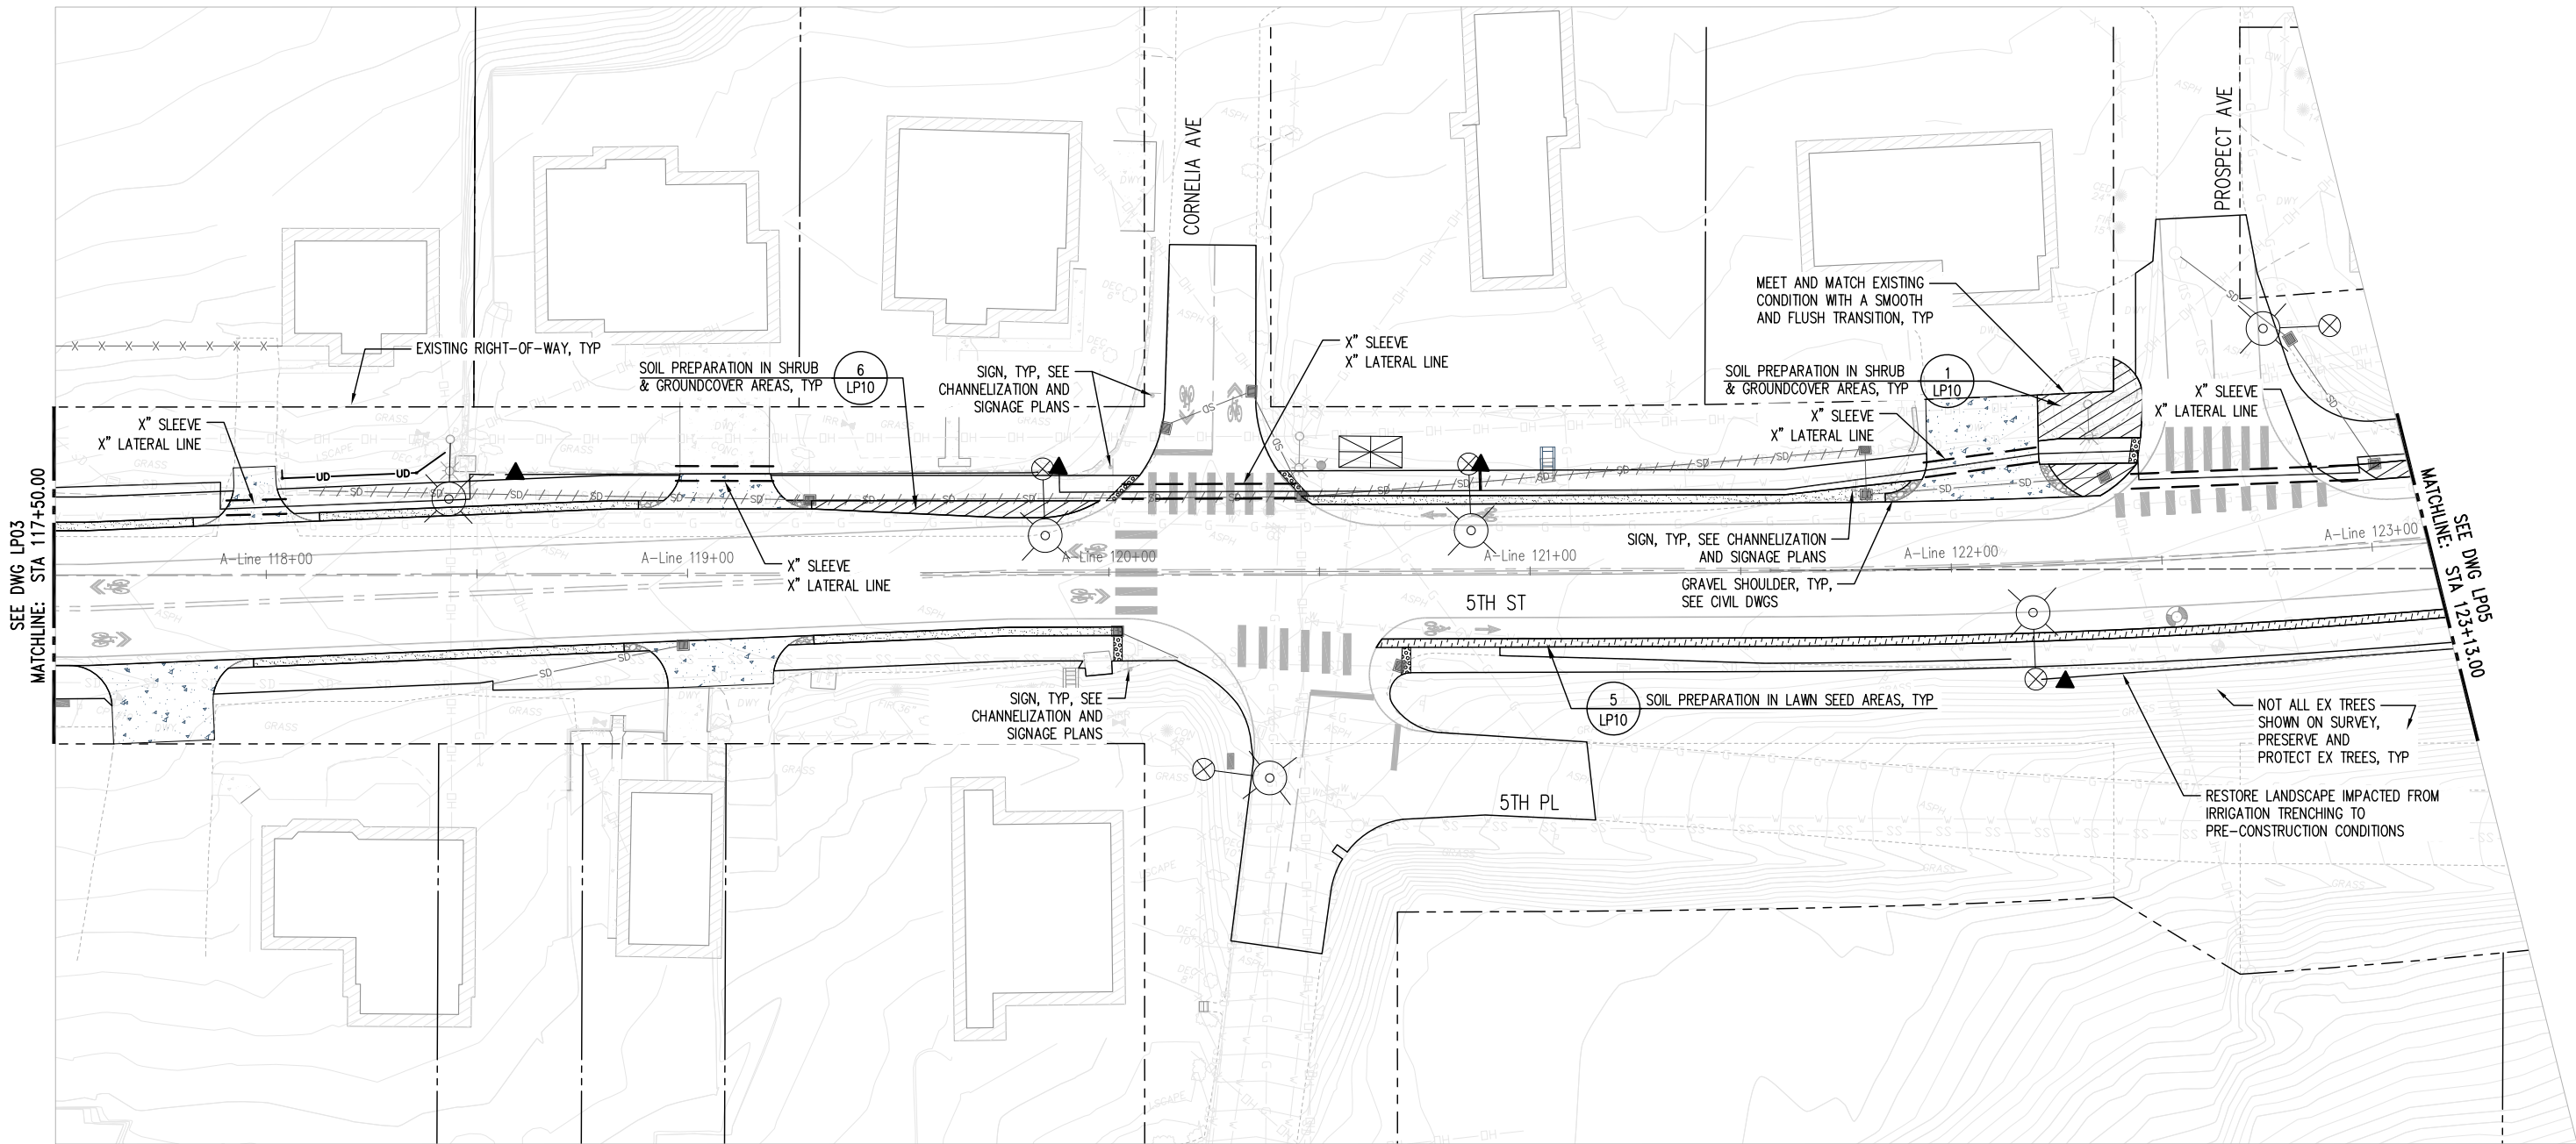 CORNELIA AVE
PROSPECT AVE
MEET AND MATCH EXISTING
CONDITION WITH A SMOOTH
AND FLUSH TRANSITION, TYP
EXISTING RIGHT-OF-WAY, TYP
SOIL PREPARATION IN SHRUB
& GROUNDCOVER AREAS, TYP
6
LP10
SIGN, TYP, SEE
CHANNELIZATION AND
SIGNAGE PLANS
X" SLEEVE
X" LATERAL LINE
SOIL PREPARATION IN SHRUB
& GROUNDCOVER AREAS, TYP
1
LP10
X" SLEEVE
X" LATERAL LINE
X" SLEEVE
X" LATERAL LINE
X" SLEEVE
X" LATERAL LINE
UD
UD
SEE DWG LP03
MATCHLINE: STA 117+50.00
A-Line 118+00
A-Line 119+00
A-Line 120+00
A-Line 121+00
A-Line 122+00
A-Line 123+00
X" SLEEVE
X" LATERAL LINE
SIGN, TYP, SEE CHANNELIZATION
AND SIGNAGE PLANS
GRAVEL SHOULDER, TYP,
SEE CIVIL DWGS
5TH ST
SEE DWG LP05
MATCHLINE: STA 123+13.00
SIGN, TYP, SEE
CHANNELIZATION AND
SIGNAGE PLANS
5
LP10
SOIL PREPARATION IN LAWN SEED AREAS, TYP
NOT ALL EX TREES
SHOWN ON SURVEY,
PRESERVE AND
PROTECT EX TREES, TYP
5TH PL
RESTORE LANDSCAPE IMPACTED FROM
IRRIGATION TRENCHING TO
PRE-CONSTRUCTION CONDITIONS